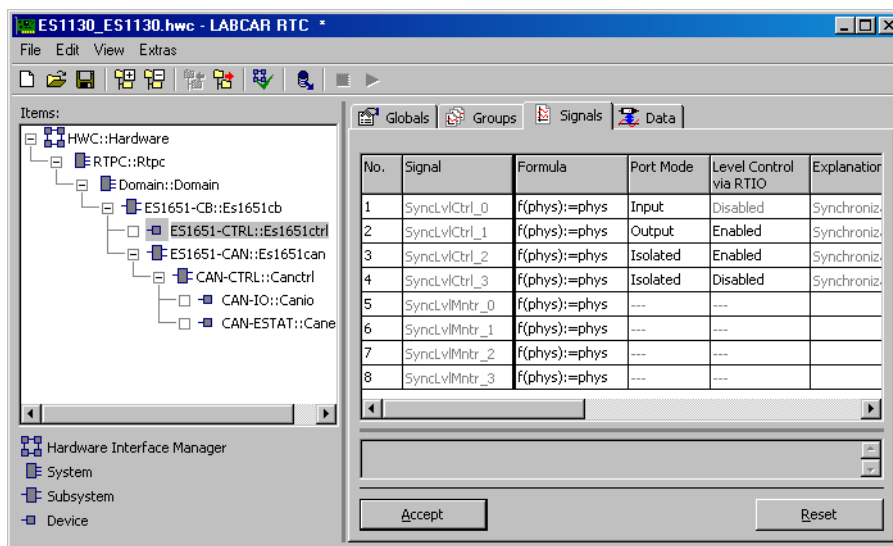 ES1130_ES1130.hwc - LABCAR RTC *
File Edit View Extras
Items:
HWC::Hardware
RTPC::Rtpc
Domain::Domain
ES1651-CB::Es1651cb
ES1651-CTRL::Es1651ctrl
ES1651-CAN::Es1651can
CAN-CTRL::Canctrl
CAN-IO::Canio
CAN-ESTAT::Cane
Hardware Interface Manager
System
Subsystem
Device
Globals Groups Signals Data
No. Signal Formula Port Mode Level Control via RTIO Explanation
1 SyncLvlCtrl_0 f(phys):=phys Input Disabled Synchroniz
2 SyncLvlCtrl_1 f(phys):=phys Output Enabled Synchroniz
3 SyncLvlCtrl_2 f(phys):=phys Isolated Enabled Synchroniz
4 SyncLvlCtrl_3 f(phys):=phys Isolated Disabled Synchroniz
5 SyncLvlMntr_0 f(phys):=phys --- ---
6 SyncLvlMntr_1 f(phys):=phys --- ---
7 SyncLvlMntr_2 f(phys):=phys --- ---
8 SyncLvlMntr_3 f(phys):=phys --- ---
Accept Reset